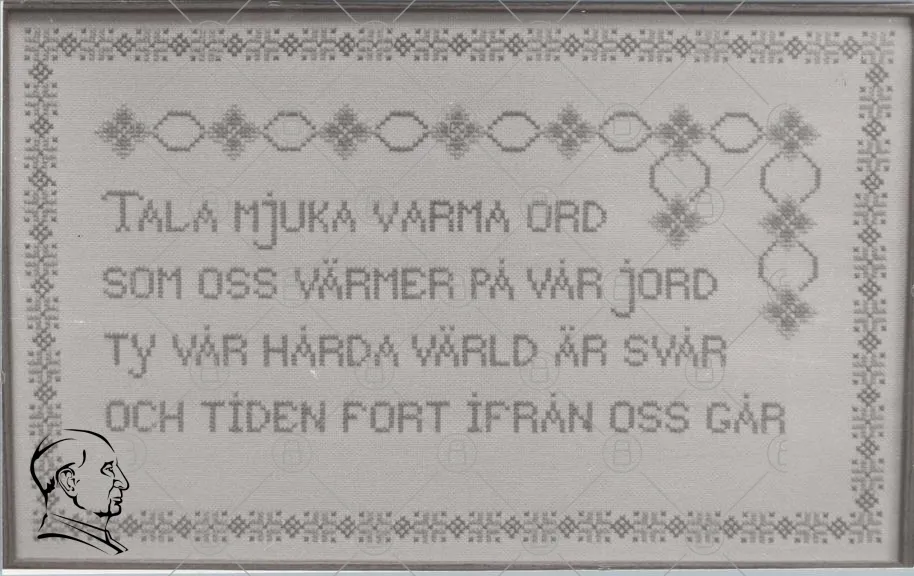 TALA MJUKA VARMA ORD
SOM OSS VÄRMER PÅ VÅR JORD
TY VÅR HÅRDA VÄRLD ÄR SVÅR
OCH TIDEN FORT IFRÅN OSS GÅR